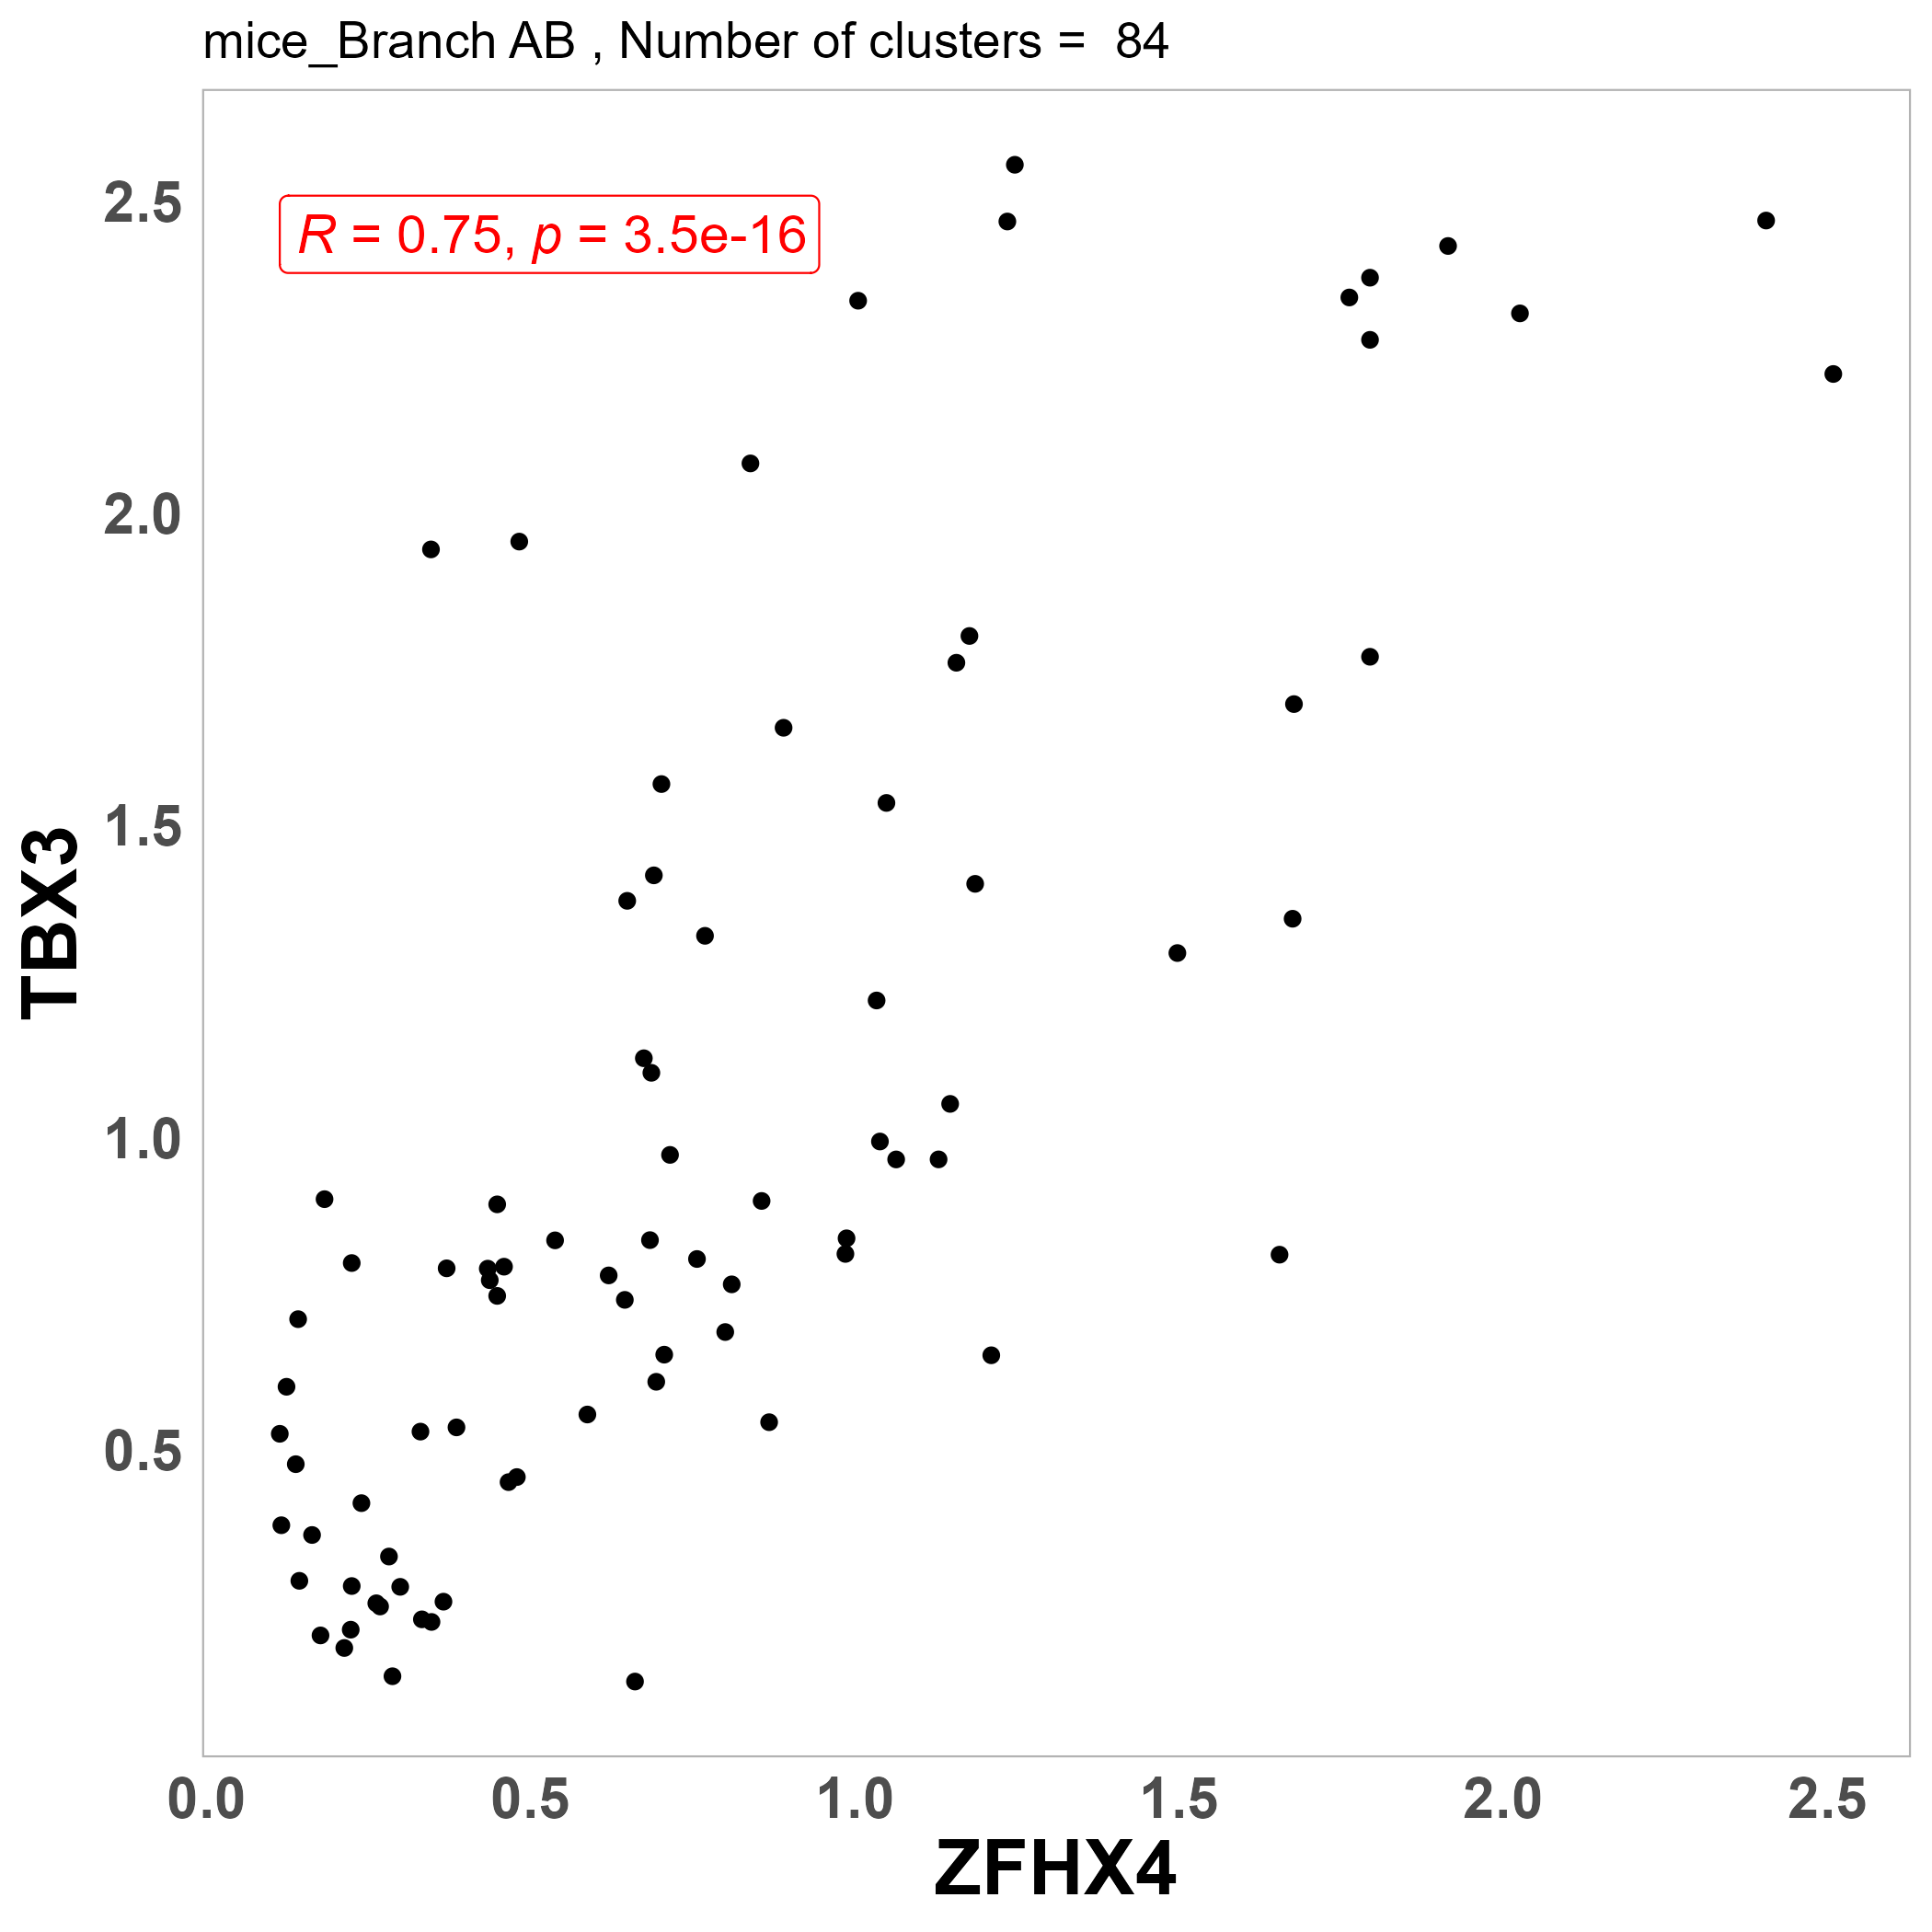 mice_Branch AB , Number of clusters =  84
R = 0.75, p = 3.5e-16
2.5
2.0
1.5
1.0
0.5
TBX3
0.0 0.5 1.0 1.5 2.0 2.5
ZFHX4